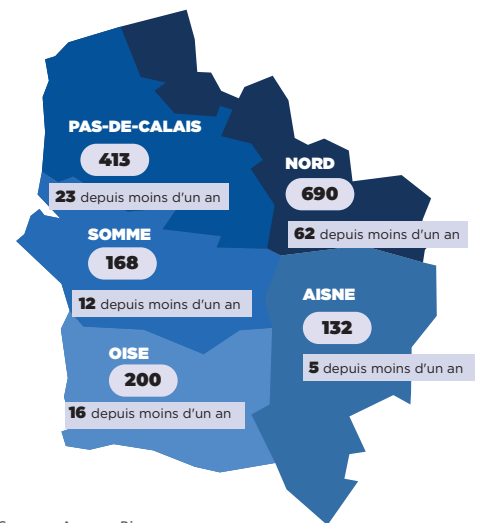 PAS-DE-CALAIS
413
23 depuis moins d'un an
NORD
690
62 depuis moins d'un an
SOMME
168
12 depuis moins d'un an
AISNE
132
5 depuis moins d'un an
OISE
200
16 depuis moins d'un an